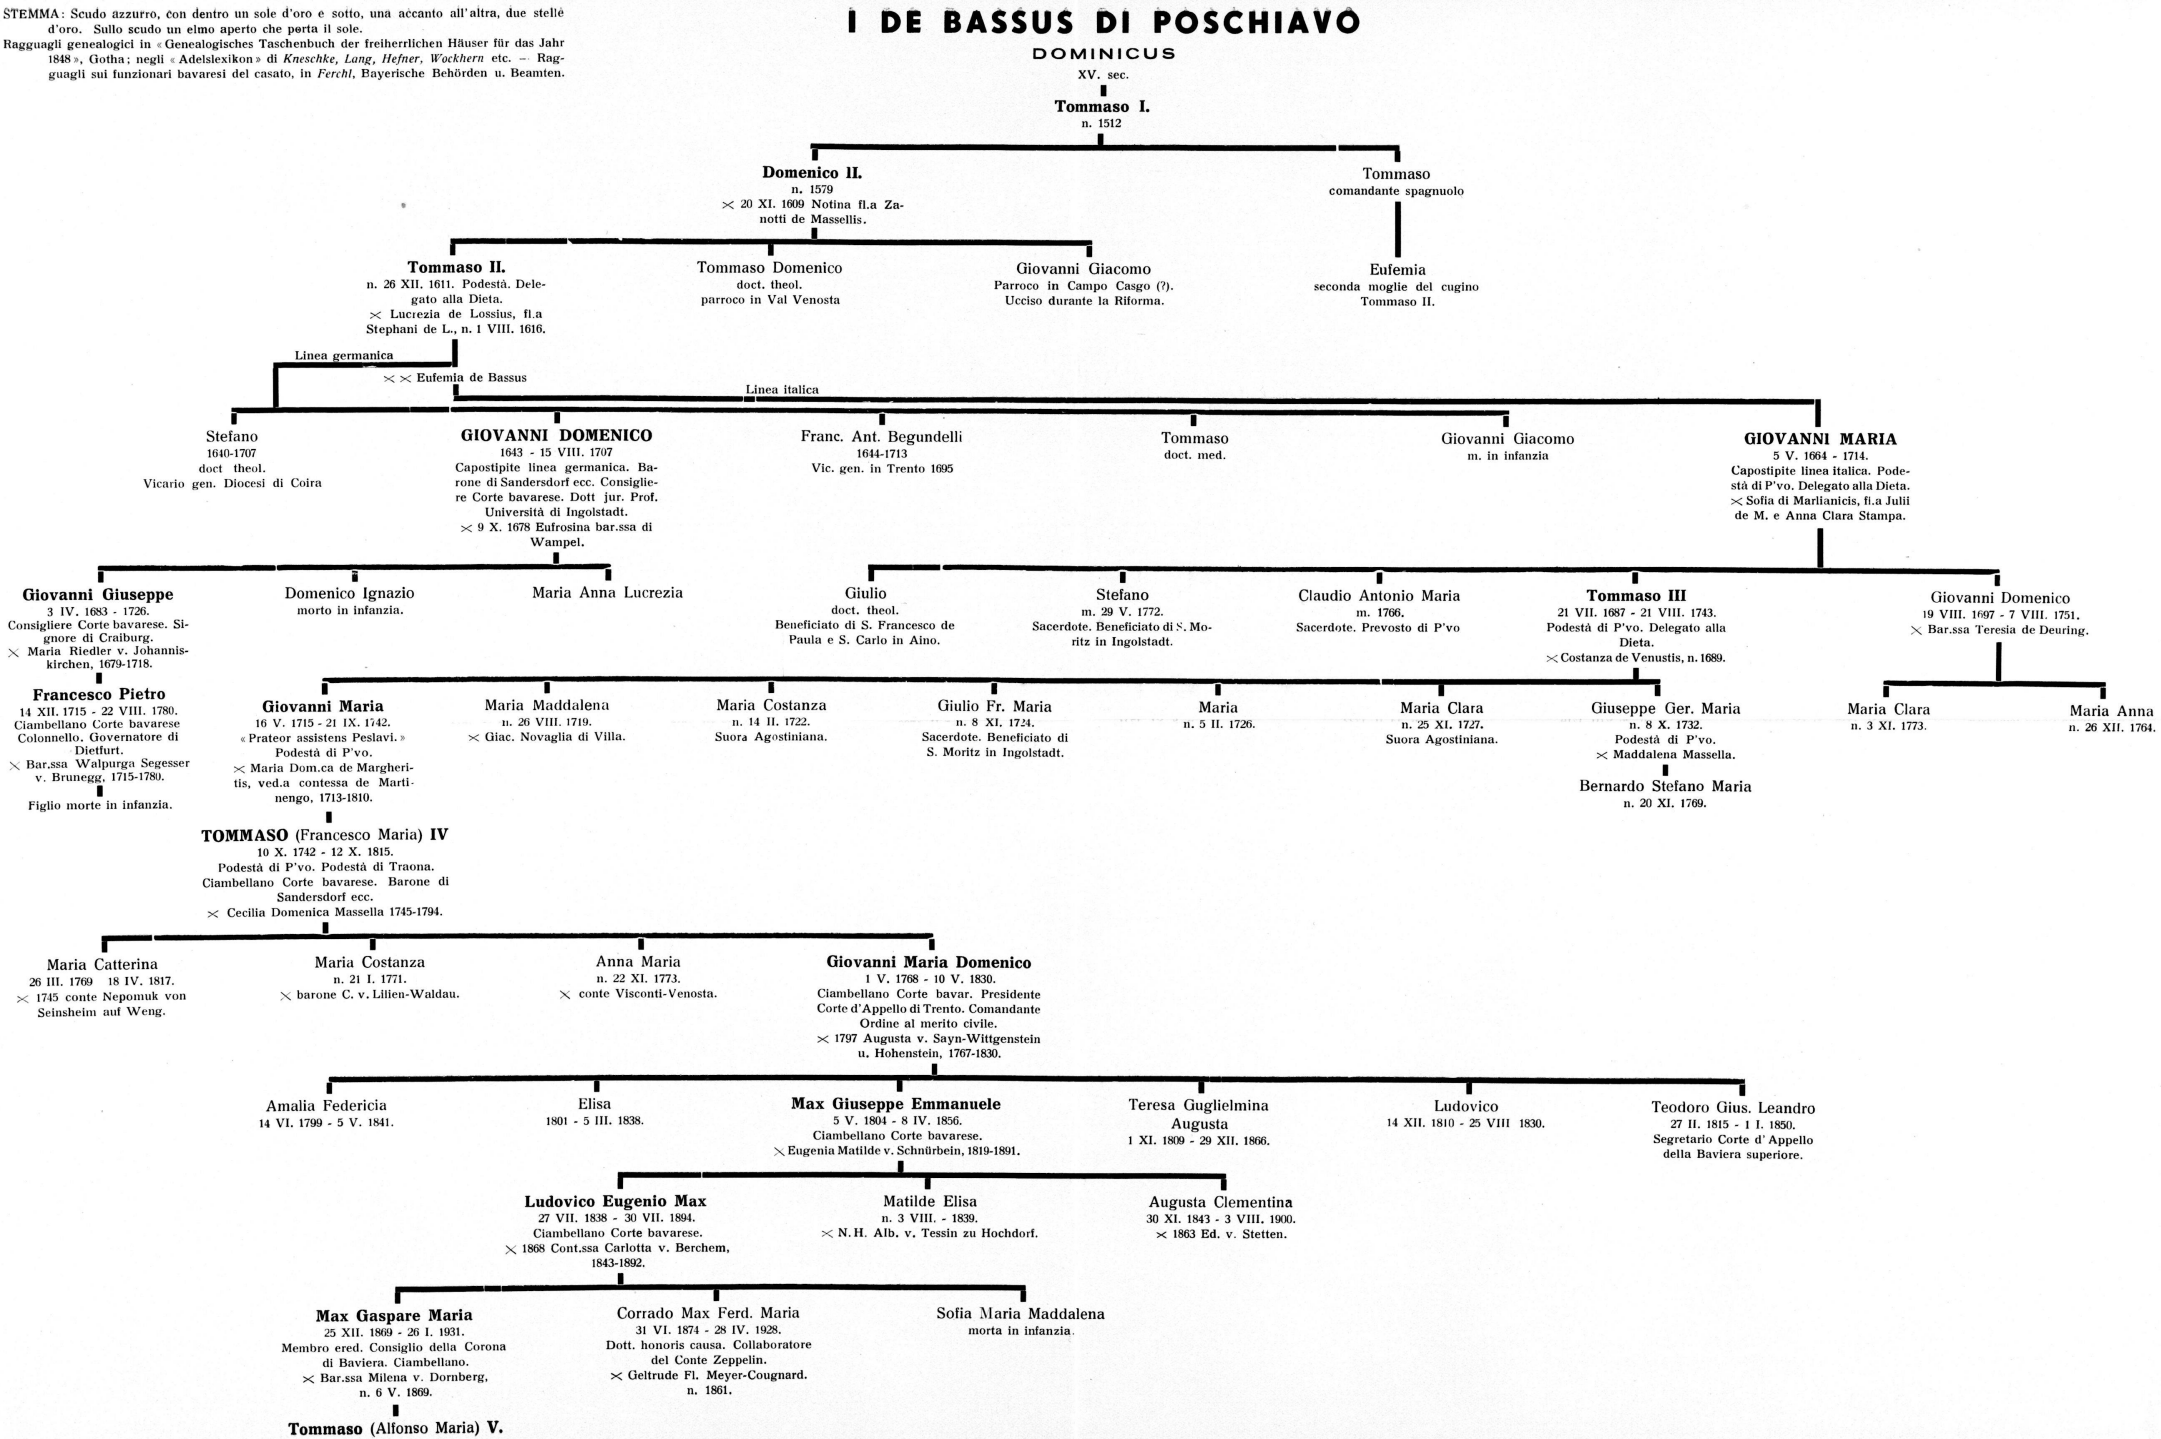 STEMMA: Scudo azzurro, con dentro un sole d'oro e sotto, una accanto all'altra, due stelle
d'oro. Sullo scudo un elmo aperto che porta il sole.
Ragguagli genealogici in «Genealogisches Taschenbuch der freiherrlichen Häuser für das Jahr
1848», Gotha; negli «Adelslexikon» di Kneschke, Lang, Hefner, Wockhern etc. — Rag-
guagli sui funzionari bavaresi del casato, in Ferchl, Bayerische Behörden u. Beamten.
I DE BASSUS DI POSCHIAVO
DOMINICUS
XV. sec.
Tommaso I.
n. 1512
Domenico II.
n. 1579
⚔ 20 XI. 1609 Notina fl.a Za-
notti de Massellis.
Tommaso
comandante spagnuolo
Tommaso II.
n. 26 XII. 1611. Podestà. Dele-
gato alla Dieta.
⚔ Lucrezia de Lossius, fl.a
Stephani de L., n. 1 VIII. 1616.
Tommaso Domenico
doct. theol.
parroco in Val Venosta
Giovanni Giacomo
Parroco in Campo Casgo (?).
Ucciso durante la Riforma.
Eufemia
seconda moglie del cugino
Tommaso II.
Linea germanica
⚔ ⚔ Eufemia de Bassus
Linea italica
Stefano
1640-1707
doct theol.
Vicario gen. Diocesi di Coira
GIOVANNI DOMENICO
1643 - 15 VIII. 1707
Capostipite linea germanica. Ba-
rone di Sandersdorf ecc. Consiglie-
re Corte bavarese. Dott jur. Prof.
Università di Ingolstadt.
⚔ 9 X. 1678 Eufrosina bar.ssa di
Wampel.
Franc. Ant. Begundelli
1644-1713
Vic. gen. in Trento 1695
Tommaso
doct. med.
Giovanni Giacomo
m. in infanzia
GIOVANNI MARIA
5 V. 1664 - 1714.
Capostipite linea italica. Pode-
stà di P'vo. Delegato alla Dieta.
⚔ Sofia di Marlianicis, fi.a Julii
de M. e Anna Clara Stampa.
Giovanni Giuseppe
3 IV. 1683 - 1726.
Consigliere Corte bavarese. Si-
gnore di Craiburg.
⚔ Maria Riedler v. Johannis-
kirchen, 1679-1718.
Domenico Ignazio
morto in infanzia.
Maria Anna Lucrezia
Giulio
doct. theol.
Beneficiato di S. Francesco de
Paula e S. Carlo in Aino.
Stefano
m. 29 V. 1772.
Sacerdote. Beneficiato di S. Mo-
ritz in Ingolstadt.
Claudio Antonio Maria
m. 1766.
Sacerdote. Prevosto di P'vo
Tommaso III
21 VII. 1687 - 21 VIII. 1743.
Podestà di P'vo. Delegato alla
Dieta.
⚔ Costanza de Venustis, n. 1689.
Giovanni Domenico
19 VIII. 1697 - 7 VIII. 1751.
⚔ Bar.ssa Teresia de Deuring.
Francesco Pietro
14 XII. 1715 - 22 VIII. 1780.
Ciambellano Corte bavarese
Colonnello. Governatore di
Dietfurt.
⚔ Bar.ssa Walpurga Segesser
v. Brunegg, 1715-1780.
Figlio morte in infanzia.
Giovanni Maria
16 V. 1715 - 21 IX. 1742.
«Prateor assistens Peslavi.»
Podestà di P'vo.
⚔ Maria Dom.ca de Margheri-
tis, ved.a contessa de Marti-
nengo, 1713-1810.
Maria Maddalena
n. 26 VIII. 1719.
⚔ Giac. Novaglia di Villa.
Maria Costanza
n. 14 II. 1722.
Suora Agostiniana.
Giulio Fr. Maria
n. 8 XI. 1724.
Sacerdote. Beneficiato di
S. Moritz in Ingolstadt.
Maria
n. 5 II. 1726.
Maria Clara
n. 25 XI. 1727.
Suora Agostiniana.
Giuseppe Ger. Maria
n. 8 X. 1732.
Podestà di P'vo.
⚔ Maddalena Massella.
Bernardo Stefano Maria
n. 20 XI. 1769.
Maria Clara
n. 3 XI. 1773.
Maria Anna
n. 26 XII. 1764.
TOMMASO (Francesco Maria) IV
10 X. 1742 - 12 X. 1815.
Podestà di P'vo. Podestà di Traona.
Ciambellano Corte bavarese. Barone di
Sandersdorf ecc.
⚔ Cecilia Domenica Massella 1745-1794.
Maria Catterina
26 III. 1769 18 IV. 1817.
⚔ 1745 conte Nepomuk von
Seinsheim auf Weng.
Maria Costanza
n. 21 I. 1771.
⚔ barone C. v. Lilien-Waldau.
Anna Maria
n. 22 XI. 1773.
⚔ conte Visconti-Venosta.
Giovanni Maria Domenico
1 V. 1768 - 10 V. 1830.
Ciambellano Corte bavar. Presidente
Corte d'Appello di Trento. Comandante
Ordine al merito civile.
⚔ 1797 Augusta v. Sayn-Wittgenstein
u. Hohenstein, 1767-1830.
Amalia Federicia
14 VI. 1799 - 5 V. 1841.
Elisa
1801 - 5 III. 1838.
Max Giuseppe Emmanuele
5 V. 1804 - 8 IV. 1856.
Ciambellano Corte bavarese.
⚔ Eugenia Matilde v. Schnürbein, 1819-1891.
Teresa Guglielmina
Augusta
1 XI. 1809 - 29 XII. 1866.
Ludovico
14 XII. 1810 - 25 VIII 1830.
Teodoro Gius. Leandro
27 II. 1815 - 1 I. 1850.
Segretario Corte d'Appello
della Baviera superiore.
Ludovico Eugenio Max
27 VII. 1838 - 30 VII. 1894.
Ciambellano Corte bavarese.
⚔ 1868 Cont.ssa Carlotta v. Berchem,
1843-1892.
Matilde Elisa
n. 3 VIII. - 1839.
⚔ N. H. Alb. v. Tessin zu Hochdorf.
Augusta Clementina
30 XI. 1843 - 3 VIII. 1900.
⚔ 1863 Ed. v. Stetten.
Max Gaspare Maria
25 XII. 1869 - 26 I. 1931.
Membro ered. Consiglio della Corona
di Baviera. Ciambellano.
⚔ Bar.ssa Milena v. Dornberg,
n. 6 V. 1869.
Corrado Max Ferd. Maria
31 VI. 1874 - 28 IV. 1928.
Dott. honoris causa. Collaboratore
del Conte Zeppelin.
⚔ Geltrude Fl. Meyer-Cougnard.
n. 1861.
Sofia Maria Maddalena
morta in infanzia.
Tommaso (Alfonso Maria) V.